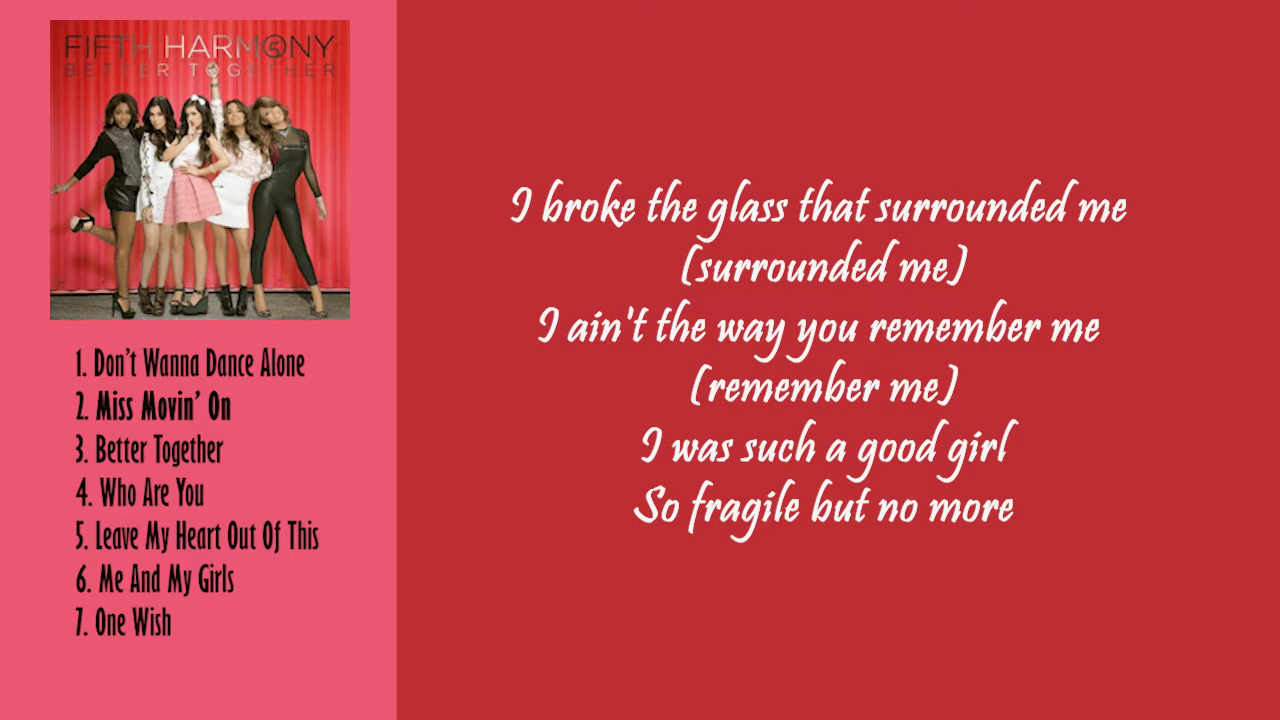 FIFTH HARMONY
BETTER TOGETHER
1. Don't Wanna Dance Alone
2. Miss Movin' On
3. Better Together
4. Who Are You
5. Leave My Heart Out Of This
6. Me And My Girls
7. One Wish
I broke the glass that surrounded me
(surrounded me)
I ain't the way you remember me
(remember me)
I was such a good girl
So fragile but no more